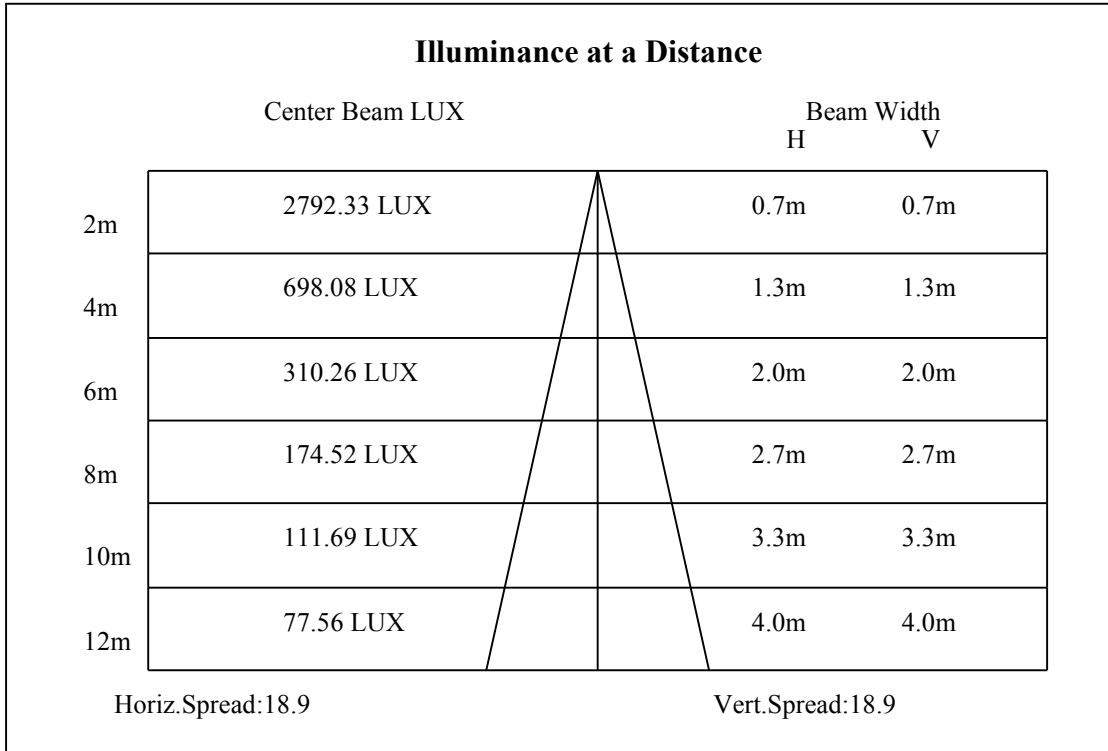 Illuminance at a Distance
Center Beam LUX Beam Width
H V
2m 2792.33 LUX 0.7m 0.7m
4m 698.08 LUX 1.3m 1.3m
6m 310.26 LUX 2.0m 2.0m
8m 174.52 LUX 2.7m 2.7m
10m 111.69 LUX 3.3m 3.3m
12m 77.56 LUX 4.0m 4.0m
Horiz.Spread:18.9 Vert.Spread:18.9